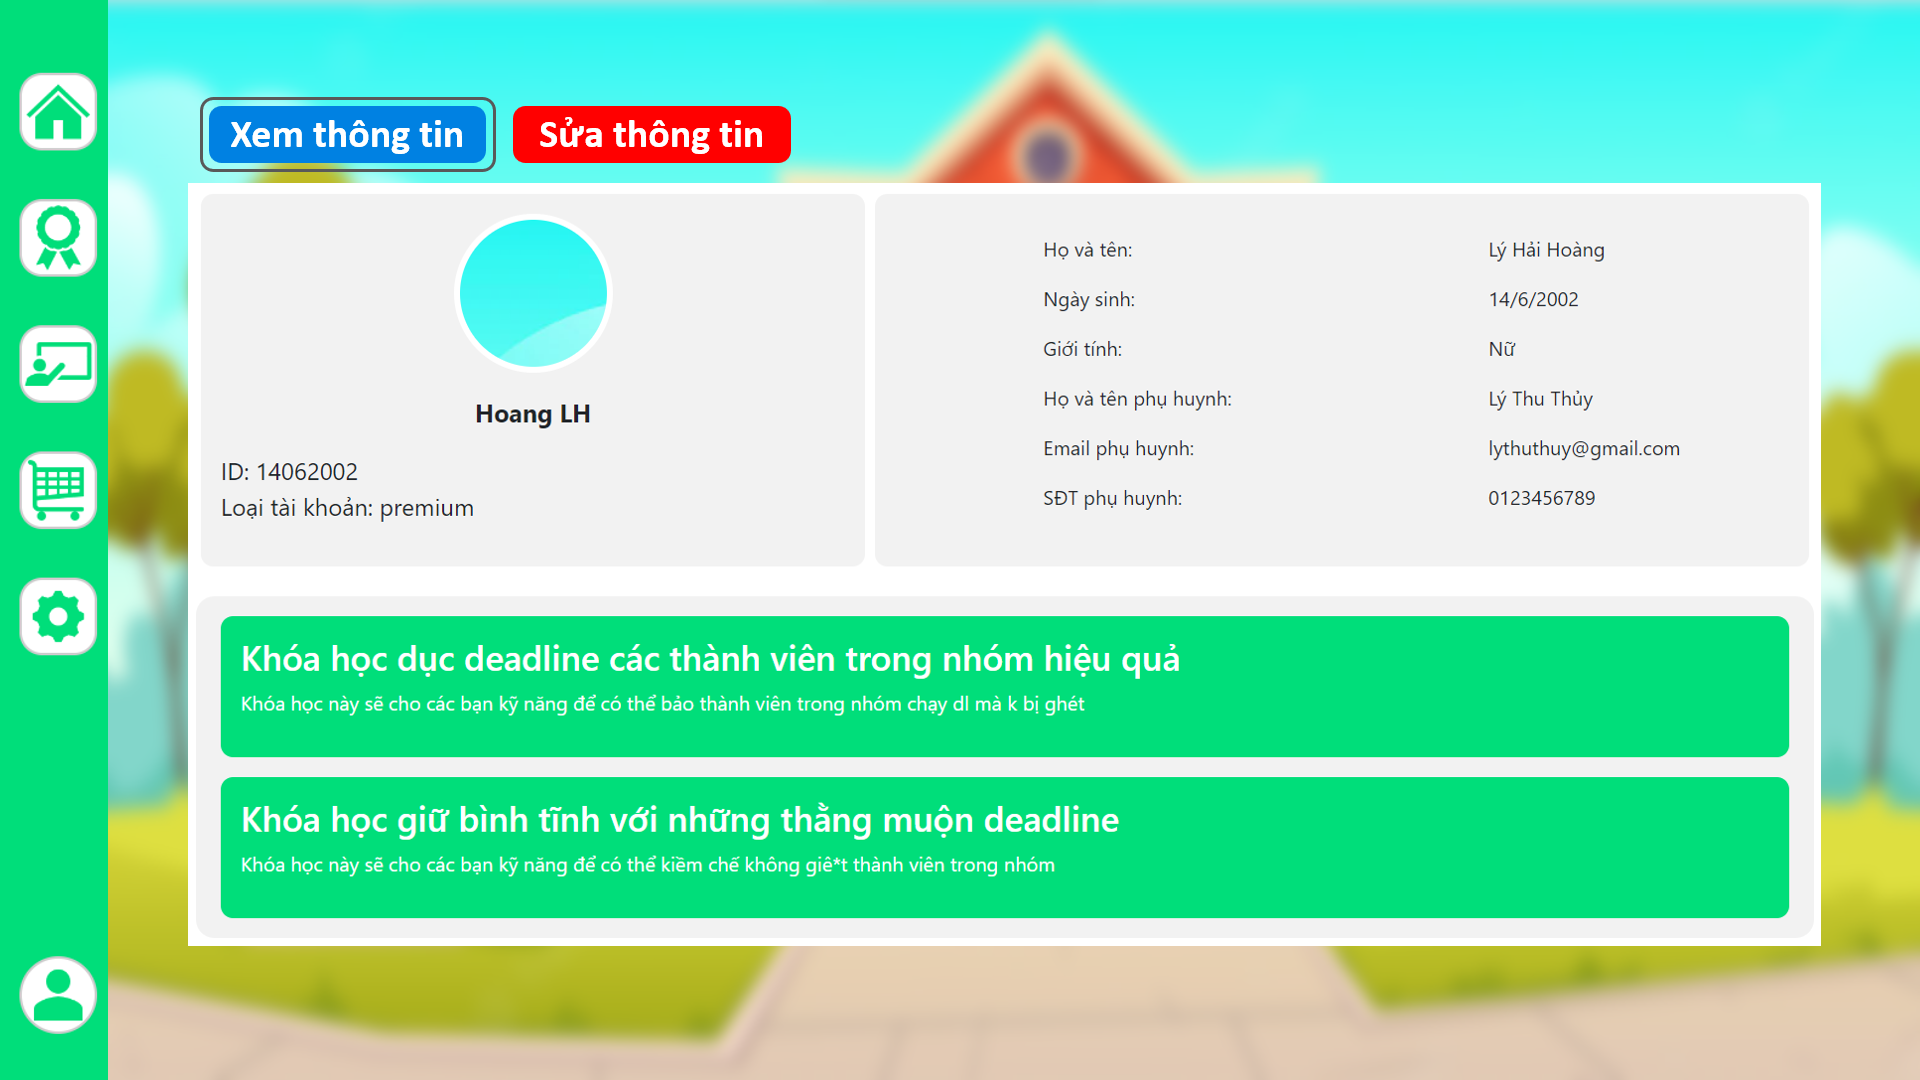 Xem thông tin
Sửa thông tin
Hoang LH
ID: 14062002
Loại tài khoản: premium
Họ và tên: Lý Hải Hoàng
Ngày sinh: 14/6/2002
Giới tính: Nữ
Họ và tên phụ huynh: Lý Thu Thủy
Email phụ huynh: lythuthuy@gmail.com
SĐT phụ huynh: 0123456789
Khóa học dục deadline các thành viên trong nhóm hiệu quả
Khóa học này sẽ cho các bạn kỹ năng để có thể bảo thành viên trong nhóm chạy dl mà k bị ghét
Khóa học giữ bình tĩnh với những thằng muộn deadline
Khóa học này sẽ cho các bạn kỹ năng để có thể kiềm chế không giê*t thành viên trong nhóm